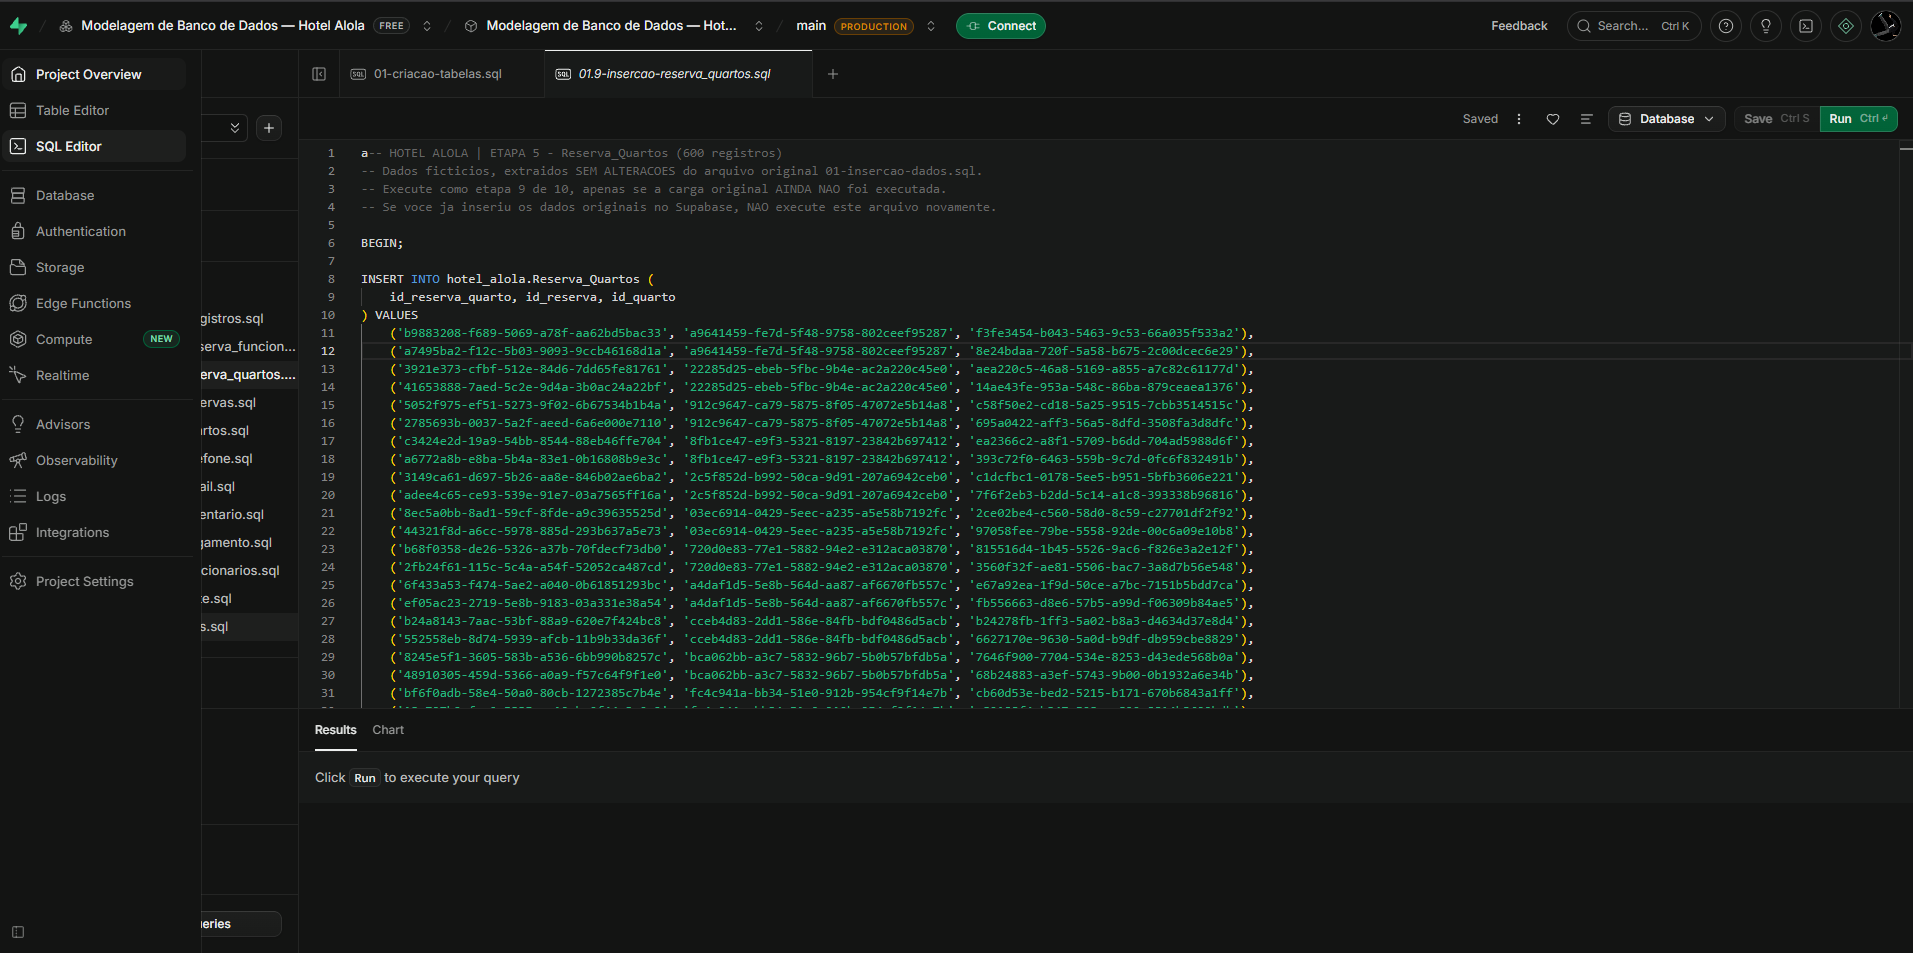 Modelagem de Banco de Dados — Hotel Alola FREE
Modelagem de Banco de Dados — Hot...
main PRODUCTION
Connect
Feedback
Search... Ctrl K
Project Overview
Table Editor
SQL Editor
Database
Authentication
Storage
Edge Functions
Compute NEW
Realtime
Advisors
Observability
Logs
Integrations
Project Settings
gistros.sql
serva_funcion...
erva_quartos....
ervas.sql
rtos.sql
efone.sql
ail.sql
entario.sql
gamento.sql
cionarios.sql
te.sql
s.sql
ueries
SQL 01-criacao-tabelas.sql
SQL 01.9-insercao-reserva_quartos.sql
Saved
Database
Save Ctrl S
Run Ctrl
1 a-- HOTEL ALOLA | ETAPA 5 - Reserva_Quartos (600 registros)
2 -- Dados ficticios, extraidos SEM ALTERACOES do arquivo original 01-insercao-dados.sql.
3 -- Execute como etapa 9 de 10, apenas se a carga original AINDA NAO foi executada.
4 -- Se voce ja inseriu os dados originais no Supabase, NAO execute este arquivo novamente.
5
6 BEGIN;
7
8 INSERT INTO hotel_alola.Reserva_Quartos (
9 id_reserva_quarto, id_reserva, id_quarto
10 ) VALUES
11 ('b9883208-f689-5069-a78f-aa62bd5bac33', 'a9641459-fe7d-5f48-9758-802ceef95287', 'f3fe3454-b043-5463-9c53-66a035f533a2'),
12 ('a7495ba2-f12c-5b03-9093-9ccb46168d1a', 'a9641459-fe7d-5f48-9758-802ceef95287', '8e24bdaa-720f-5a58-b675-2c00dcec6e29'),
13 ('3921e373-cfbf-512e-84d6-7dd65fe81761', '22285d25-ebeb-5fbc-9b4e-ac2a220c45e0', 'aea220c5-46a8-5169-a855-a7c82c61177d'),
14 ('41653888-7aed-5c2e-9d4a-3b0ac24a22bf', '22285d25-ebeb-5fbc-9b4e-ac2a220c45e0', '14ae43fe-953a-548c-86ba-879ceaea1376'),
15 ('5052f975-ef51-5273-9f02-6b67534b1b4a', '912c9647-ca79-5875-8f05-47072e5b14a8', 'c58f50e2-cd18-5a25-9515-7cbb3514515c'),
16 ('2785693b-0037-5a2f-aeed-6a6e000e7110', '912c9647-ca79-5875-8f05-47072e5b14a8', '695a0422-aff3-56a5-8dfd-3508fa3d8dfc'),
17 ('c3424e2d-19a9-54bb-8544-88eb46ffe704', '8fb1ce47-e9f3-5321-8197-23842b697412', 'ea2366c2-a8f1-5709-b6dd-704ad5988d6f'),
18 ('a6772a8b-e8ba-5b4a-83e1-0b16808b9e3c', '8fb1ce47-e9f3-5321-8197-23842b697412', '393c72f0-6463-559b-9c7d-0fc6f832491b'),
19 ('3149ca61-d697-5b26-aa8e-846b02ae6ba2', '2c5f852d-b992-50ca-9d91-207a6942ceb0', 'c1dcfbc1-0178-5ee5-b951-5bfb3606e221'),
20 ('adee4c65-ce93-539e-91e7-03a7565ff16a', '2c5f852d-b992-50ca-9d91-207a6942ceb0', '7f6f2eb3-b2dd-5c14-a1c8-393338b96816'),
21 ('8ec5a0bb-8ad1-59cf-8fde-a9c39635525d', '03ec6914-0429-5eec-a235-a5e58b7192fc', '2ce02be4-c560-58d0-8c59-c27701df2f92'),
22 ('44321f8d-a6cc-5978-885d-293b637a5e73', '03ec6914-0429-5eec-a235-a5e58b7192fc', '97058fee-79be-5558-92de-00c6a09e10b8'),
23 ('b68f0358-de26-5326-a37b-70fdecf73db0', '720d0e83-77e1-5882-94e2-e312aca03870', '815516d4-1b45-5526-9ac6-f826e3a2e12f'),
24 ('2fb24f61-115c-5c4a-a54f-52052ca487cd', '720d0e83-77e1-5882-94e2-e312aca03870', '3560f32f-ae81-5506-bac7-3a8d7b56e548'),
25 ('6f433a53-f474-5ae2-a040-0b61851293bc', 'a4daf1d5-5e8b-564d-aa87-af6670fb557c', 'e67a92ea-1f9d-50ce-a7bc-7151b5bdd7ca'),
26 ('ef05ac23-2719-5e8b-9183-03a331e38a54', 'a4daf1d5-5e8b-564d-aa87-af6670fb557c', 'fb556663-d8e6-57b5-a99d-f06309b84ae5'),
27 ('b24a8143-7aac-53bf-88a9-620e7f424bc8', 'cceb4d83-2dd1-586e-84fb-bdf0486d5acb', 'b24278fb-1ff3-5a02-b8a3-d4634d37e8d4'),
28 ('552558eb-8d74-5939-afcb-11b9b33da36f', 'cceb4d83-2dd1-586e-84fb-bdf0486d5acb', '6627170e-9630-5a0d-b9df-db959cbe8829'),
29 ('8245e5f1-3605-583b-a536-6bb990b8257c', 'bca062bb-a3c7-5832-96b7-5b0b57bfdb5a', '7646f900-7704-534e-8253-d43ede568b0a'),
30 ('48910305-459d-5366-a0a9-f57c64f9f1e0', 'bca062bb-a3c7-5832-96b7-5b0b57bfdb5a', '68b24883-a3ef-5743-9b00-0b1932a6e34b'),
31 ('bf6f0adb-58e4-50a0-80cb-1272385c7b4e', 'fc4c941a-bb34-51e0-912b-954cf9f14e7b', 'cb60d53e-bed2-5215-b171-670b6843a1ff'),
Results
Chart
Click Run to execute your query